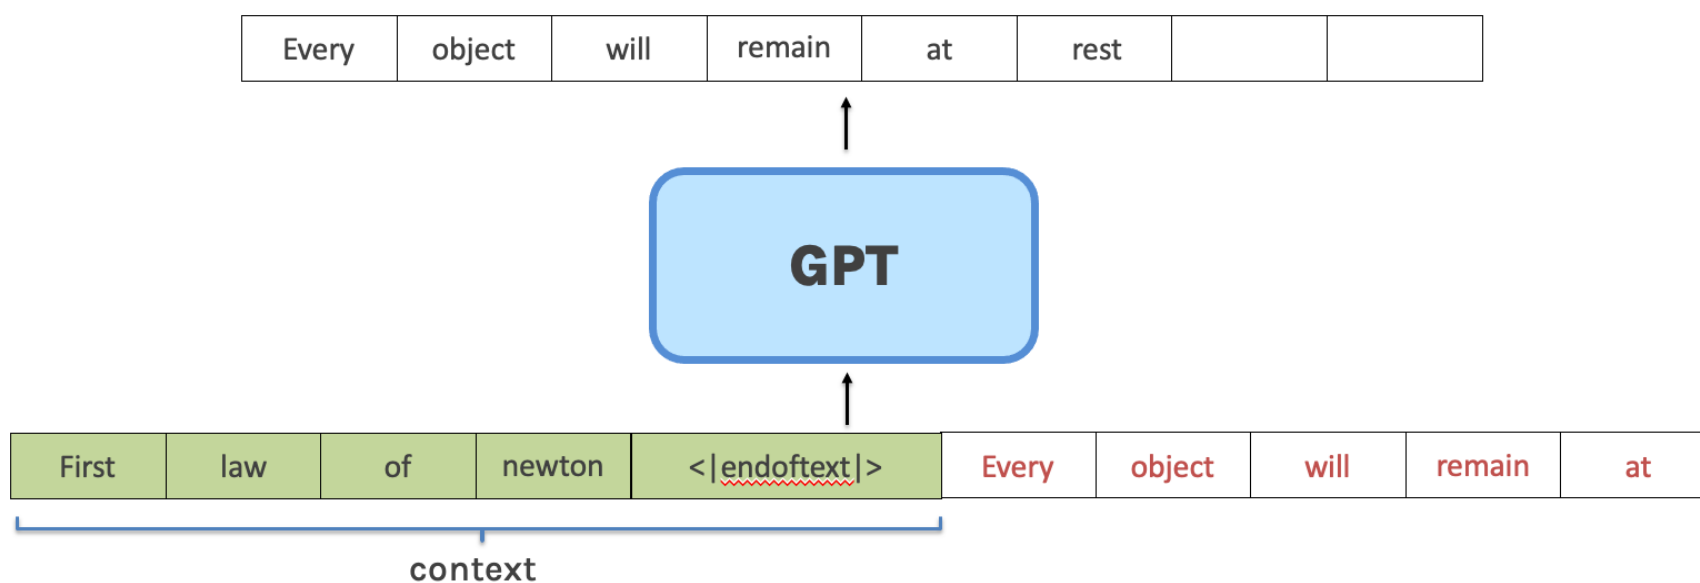 Every object will remain at rest
GPT
First law of newton <|endoftext|> Every object will remain at
context